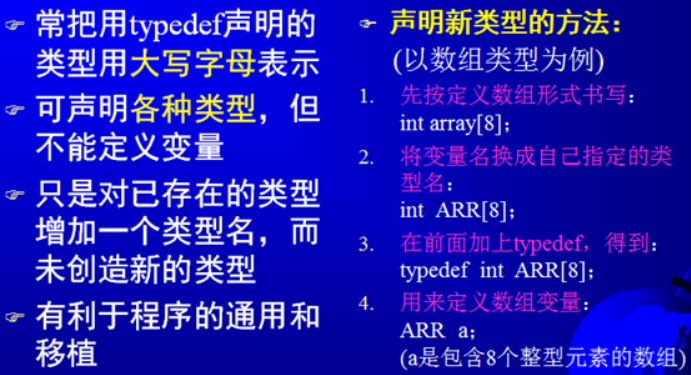 常把用typedef声明的
类型用大写字母表示
可声明各种类型，但
不能定义变量
只是对已存在的类型
增加一个类型名，而
未创造新的类型
有利于程序的通用和
移植
声明新类型的方法：
(以数组类型为例)
1. 先按定义数组形式书写：
int array[8]；
2. 将变量名换成自己指定的类
型名：
int ARR[8]；
3. 在前面加上typedef，得到：
typedef int ARR[8]；
4. 用来定义数组变量：
ARR a；
(a是包含8个整型元素的数组)